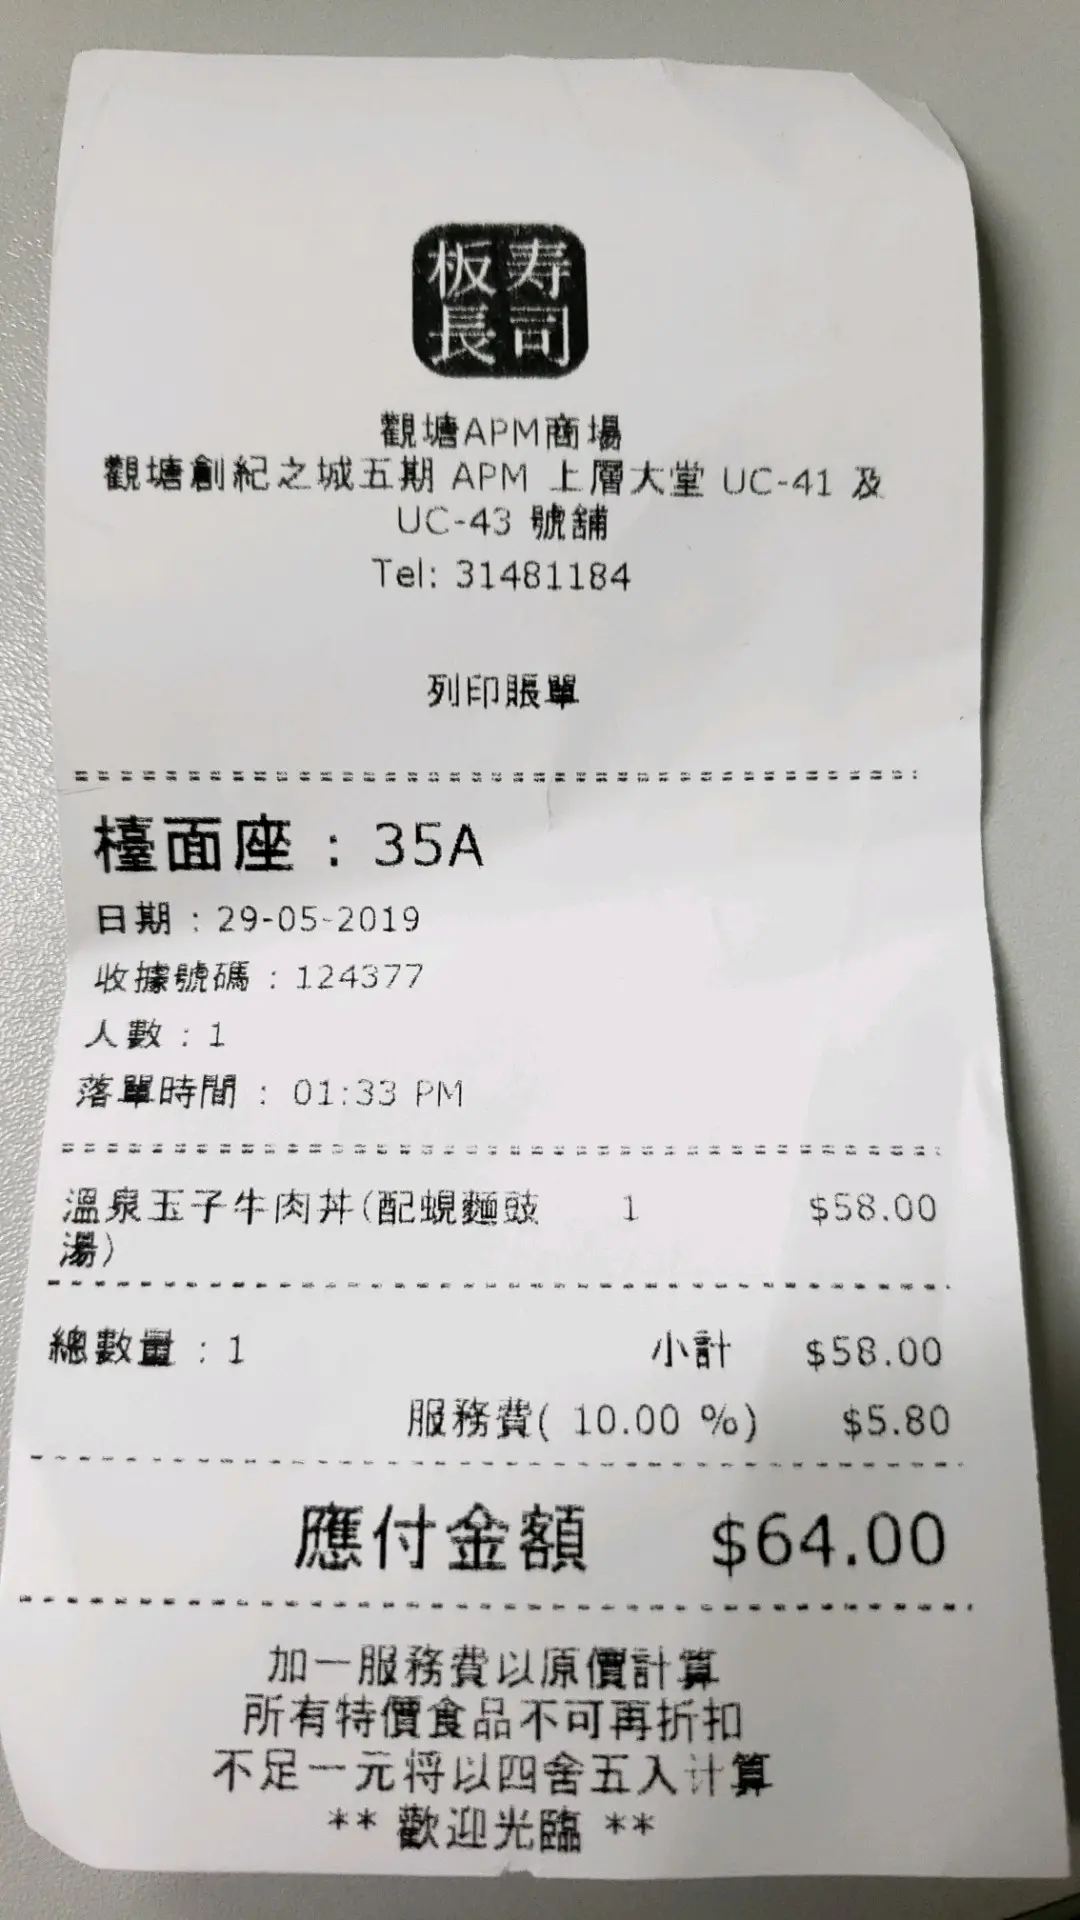 板寿
長司
觀塘APM商場
觀塘創紀之城五期 APM 上層大堂 UC-41 及
UC-43 號舖
Tel: 31481184
列印賬單
檯面座 : 35A
日期 : 29-05-2019
收據號碼 : 124377
人數 : 1
落單時間 : 01:33 PM
溫泉玉子牛肉丼(配蜆麵豉 1 $58.00
湯)
總數量 : 1 小計 $58.00
服務費( 10.00 %) $5.80
應付金額 $64.00
加一服務費以原價計算
所有特價食品不可再折扣
不足一元将以四舍五入计算
** 歡迎光臨 **